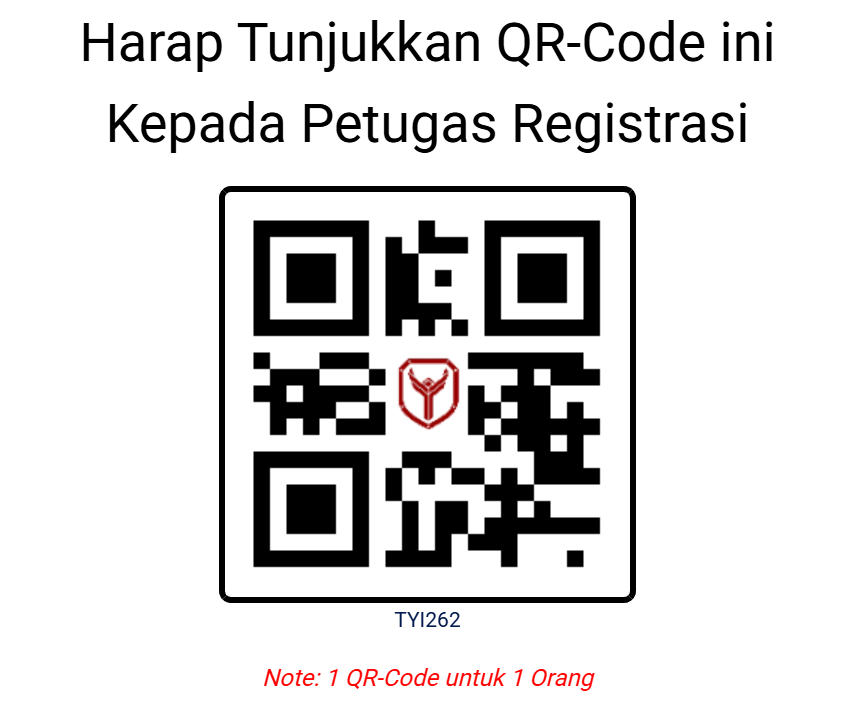 Harap Tunjukkan QR-Code ini
Kepada Petugas Registrasi
TYI262
Note: 1 QR-Code untuk 1 Orang